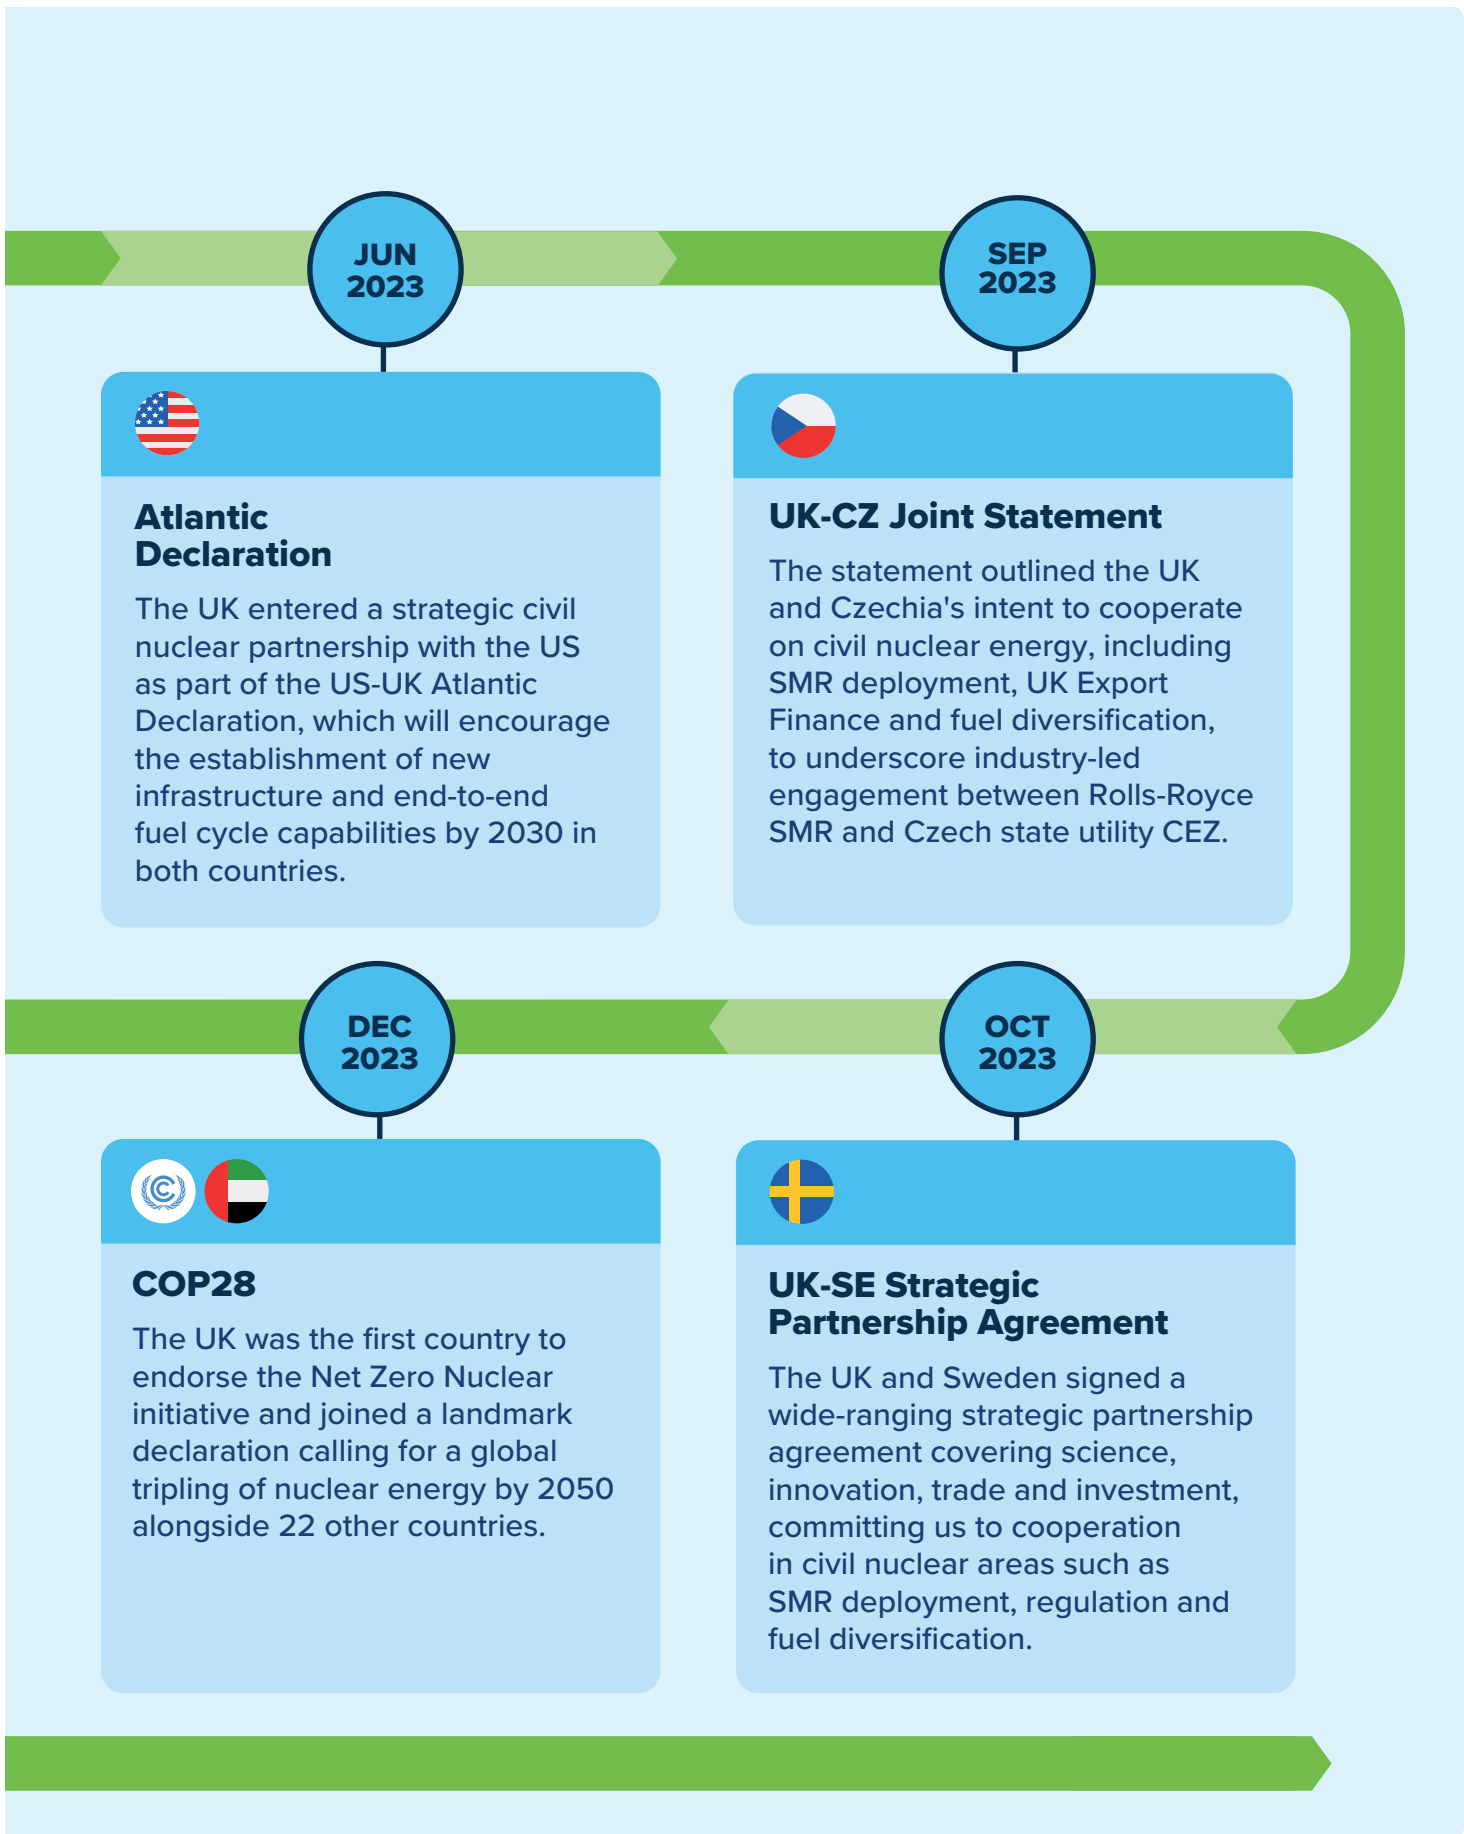 JUN
2023
Atlantic
Declaration
The UK entered a strategic civil
nuclear partnership with the US
as part of the US-UK Atlantic
Declaration, which will encourage
the establishment of new
infrastructure and end-to-end
fuel cycle capabilities by 2030 in
both countries.
SEP
2023
UK-CZ Joint Statement
The statement outlined the UK
and Czechia's intent to cooperate
on civil nuclear energy, including
SMR deployment, UK Export
Finance and fuel diversification,
to underscore industry-led
engagement between Rolls-Royce
SMR and Czech state utility CEZ.
OCT
2023
UK-SE Strategic
Partnership Agreement
The UK and Sweden signed a
wide-ranging strategic partnership
agreement covering science,
innovation, trade and investment,
committing us to cooperation
in civil nuclear areas such as
SMR deployment, regulation and
fuel diversification.
DEC
2023
COP28
The UK was the first country to
endorse the Net Zero Nuclear
initiative and joined a landmark
declaration calling for a global
tripling of nuclear energy by 2050
alongside 22 other countries.